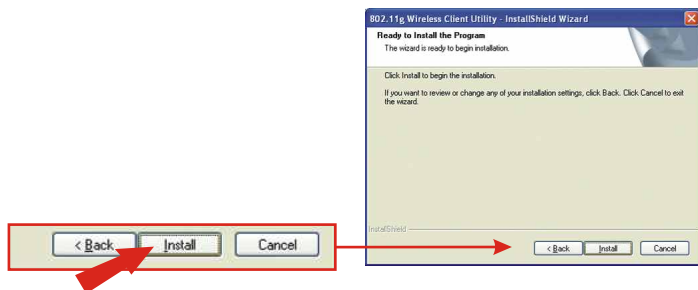 802.11g Wireless Client Utility - InstallShield Wizard
Ready to Install the Program
The wizard is ready to begin installation.
Click Install to begin the installation.
If you want to review or change any of your installation settings, click Back. Click Cancel to exit
the wizard.
InstallShield
< Back Install Cancel
< Back Install Cancel